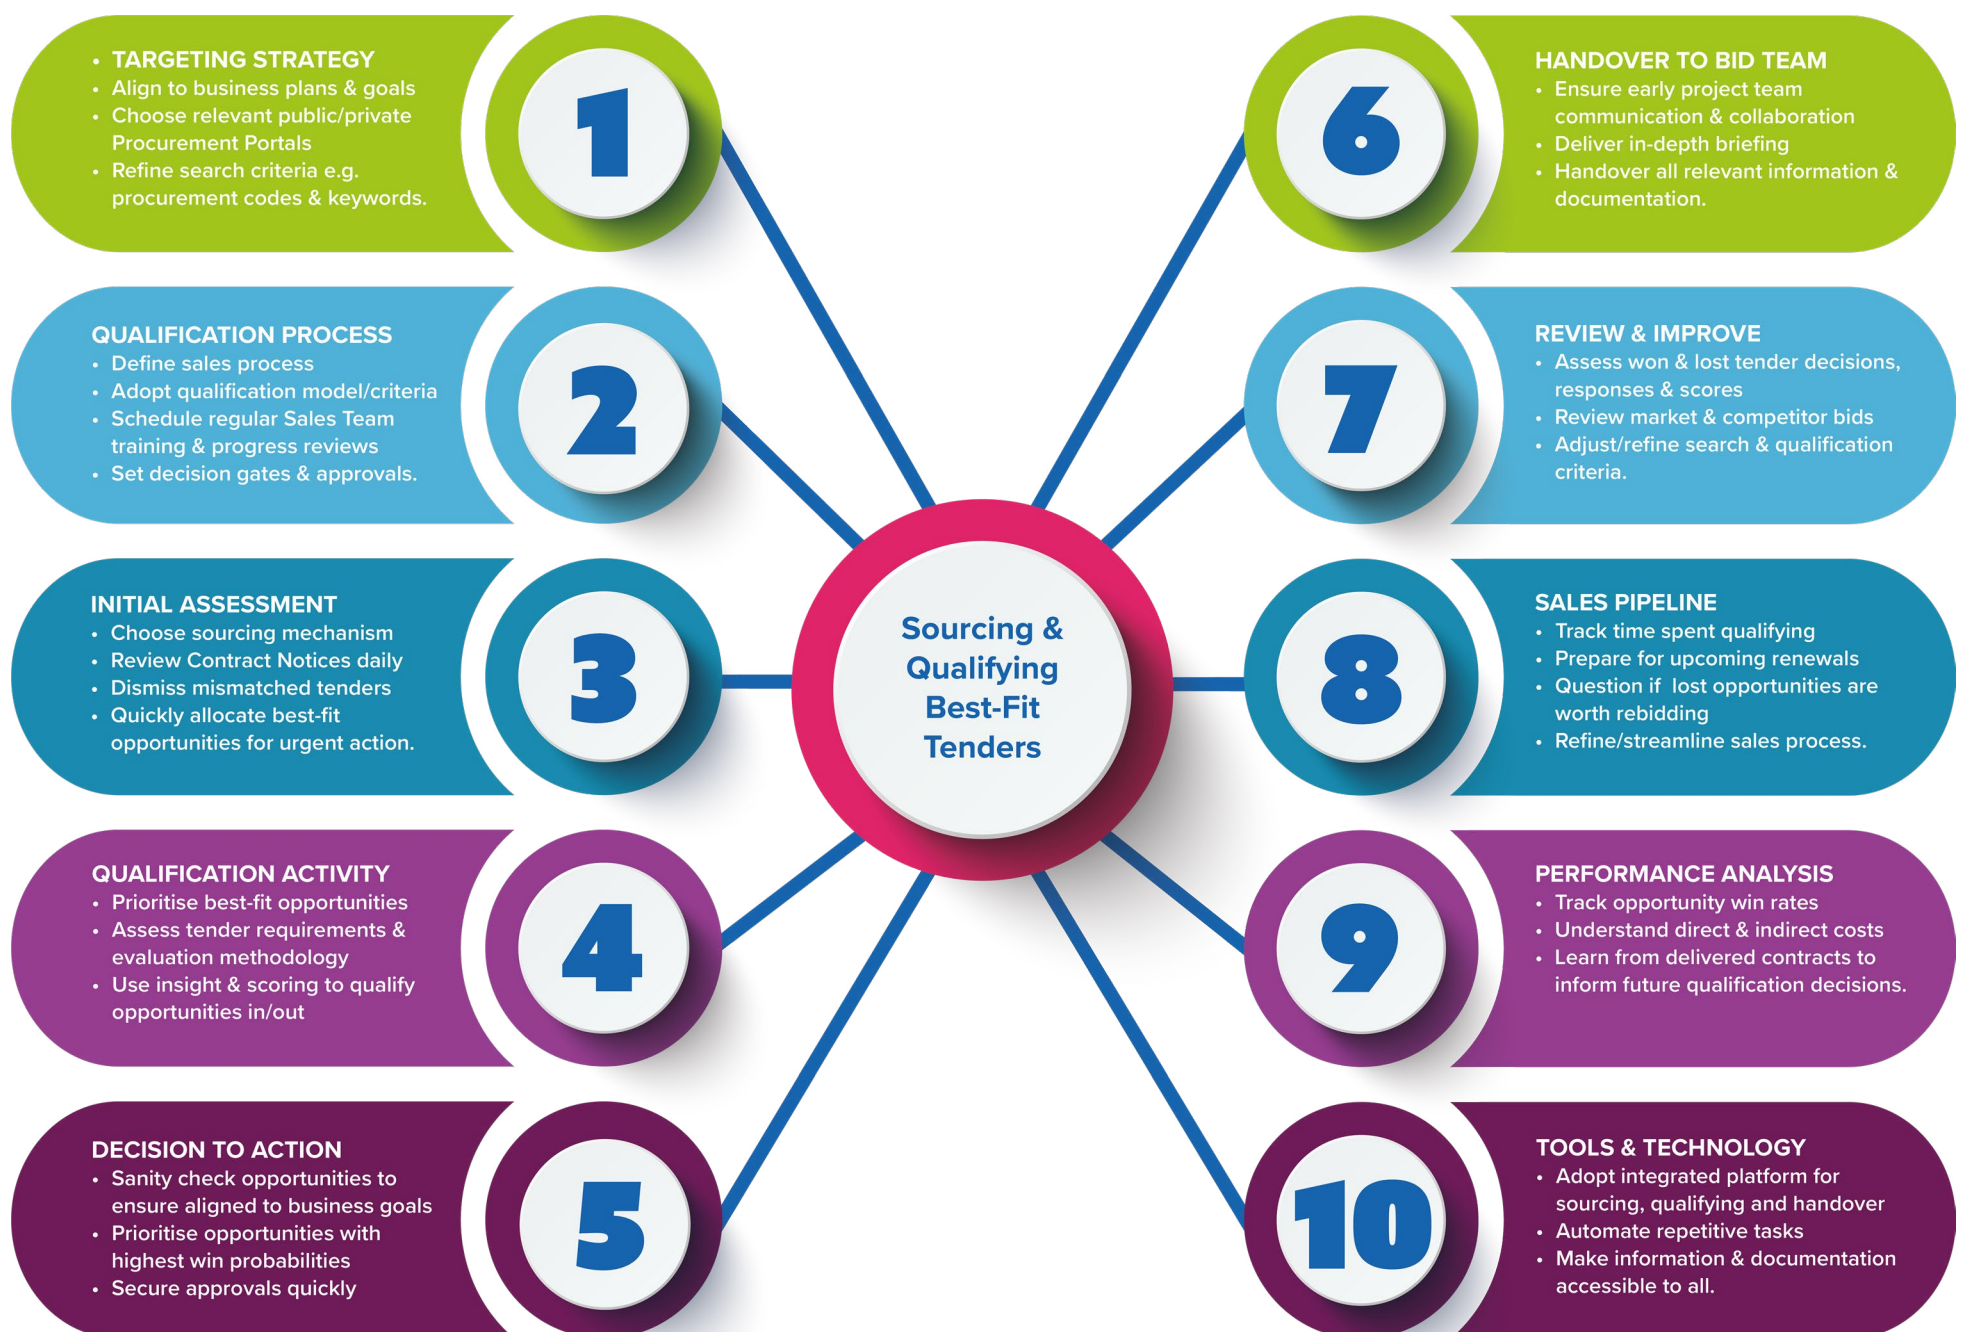 • TARGETING STRATEGY
• Align to business plans & goals
• Choose relevant public/private
Procurement Portals
• Refine search criteria e.g.
procurement codes & keywords.
1
QUALIFICATION PROCESS
• Define sales process
• Adopt qualification model/criteria
• Schedule regular Sales Team
training & progress reviews
• Set decision gates & approvals.
2
INITIAL ASSESSMENT
• Choose sourcing mechanism
• Review Contract Notices daily
• Dismiss mismatched tenders
• Quickly allocate best-fit
opportunities for urgent action.
3
QUALIFICATION ACTIVITY
• Prioritise best-fit opportunities
• Assess tender requirements &
evaluation methodology
• Use insight & scoring to qualify
opportunities in/out
4
DECISION TO ACTION
• Sanity check opportunities to
ensure aligned to business goals
• Prioritise opportunities with
highest win probabilities
• Secure approvals quickly
5
Sourcing &
Qualifying
Best-Fit
Tenders
6
HANDOVER TO BID TEAM
• Ensure early project team
communication & collaboration
• Deliver in-depth briefing
• Handover all relevant information &
documentation.
7
REVIEW & IMPROVE
• Assess won & lost tender decisions,
responses & scores
• Review market & competitor bids
• Adjust/refine search & qualification
criteria.
8
SALES PIPELINE
• Track time spent qualifying
• Prepare for upcoming renewals
• Question if lost opportunities are
worth rebidding
• Refine/streamline sales process.
9
PERFORMANCE ANALYSIS
• Track opportunity win rates
• Understand direct & indirect costs
• Learn from delivered contracts to
inform future qualification decisions.
10
TOOLS & TECHNOLOGY
• Adopt integrated platform for
sourcing, qualifying and handover
• Automate repetitive tasks
• Make information & documentation
accessible to all.